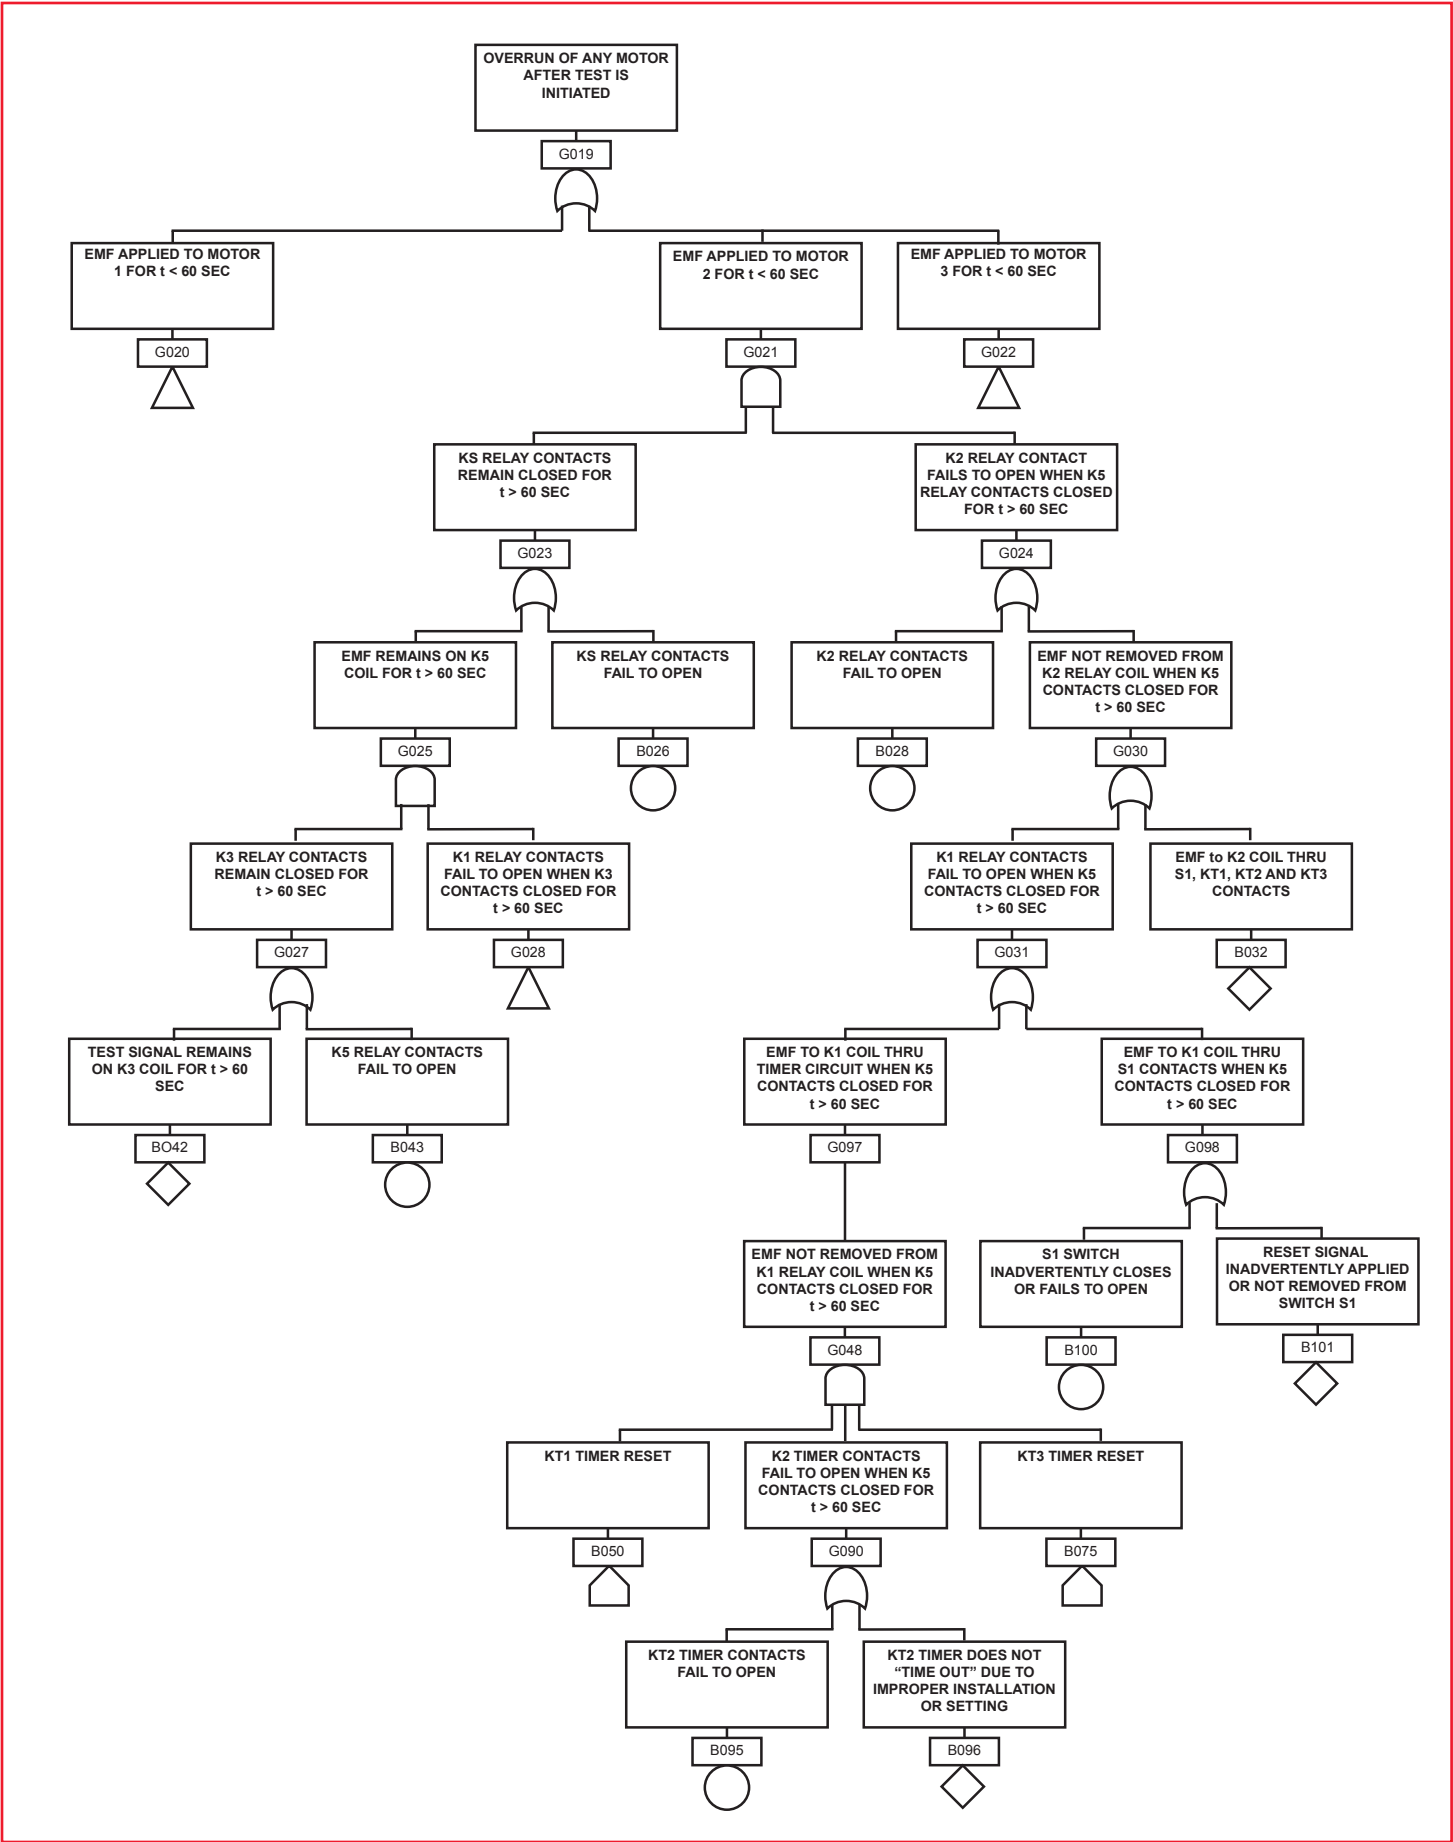 OVERRUN OF ANY MOTOR
AFTER TEST IS
INITIATED
G019
EMF APPLIED TO MOTOR
1 FOR t < 60 SEC
G020
EMF APPLIED TO MOTOR
2 FOR t < 60 SEC
G021
EMF APPLIED TO MOTOR
3 FOR t < 60 SEC
G022
KS RELAY CONTACTS
REMAIN CLOSED FOR
t > 60 SEC
G023
K2 RELAY CONTACT
FAILS TO OPEN WHEN K5
RELAY CONTACTS CLOSED
FOR t > 60 SEC
G024
EMF REMAINS ON K5
COIL FOR t > 60 SEC
G025
KS RELAY CONTACTS
FAIL TO OPEN
B026
K2 RELAY CONTACTS
FAIL TO OPEN
B028
EMF NOT REMOVED FROM
K2 RELAY COIL WHEN K5
CONTACTS CLOSED FOR
t > 60 SEC
G030
K3 RELAY CONTACTS
REMAIN CLOSED FOR
t > 60 SEC
G027
K1 RELAY CONTACTS
FAIL TO OPEN WHEN K3
CONTACTS CLOSED FOR
t > 60 SEC
G028
K1 RELAY CONTACTS
FAIL TO OPEN WHEN K5
CONTACTS CLOSED FOR
t > 60 SEC
G031
EMF to K2 COIL THRU
S1, KT1, KT2 AND KT3
CONTACTS
B032
TEST SIGNAL REMAINS
ON K3 COIL FOR t > 60
SEC
BO42
K5 RELAY CONTACTS
FAIL TO OPEN
B043
EMF TO K1 COIL THRU
TIMER CIRCUIT WHEN K5
CONTACTS CLOSED FOR
t > 60 SEC
G097
EMF TO K1 COIL THRU
S1 CONTACTS WHEN K5
CONTACTS CLOSED FOR
t > 60 SEC
G098
EMF NOT REMOVED FROM
K1 RELAY COIL WHEN K5
CONTACTS CLOSED FOR
t > 60 SEC
G048
S1 SWITCH
INADVERTENTLY CLOSES
OR FAILS TO OPEN
B100
RESET SIGNAL
INADVERTENTLY APPLIED
OR NOT REMOVED FROM
SWITCH S1
B101
KT1 TIMER RESET
B050
K2 TIMER CONTACTS
FAIL TO OPEN WHEN K5
CONTACTS CLOSED FOR
t > 60 SEC
G090
KT3 TIMER RESET
B075
KT2 TIMER CONTACTS
FAIL TO OPEN
B095
KT2 TIMER DOES NOT
“TIME OUT” DUE TO
IMPROPER INSTALLATION
OR SETTING
B096